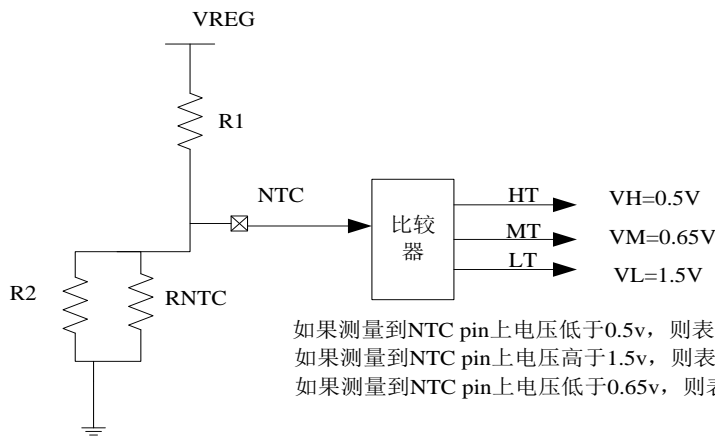 VREG
R1
NTC
HT
VH=0.5V
比较
器
MT
VM=0.65V
LT
VL=1.5V
R2
RNTC
如果测量到NTC pin上电压低于0.5v，则表
如果测量到NTC pin上电压高于1.5v，则表
如果测量到NTC pin上电压低于0.65v，则表